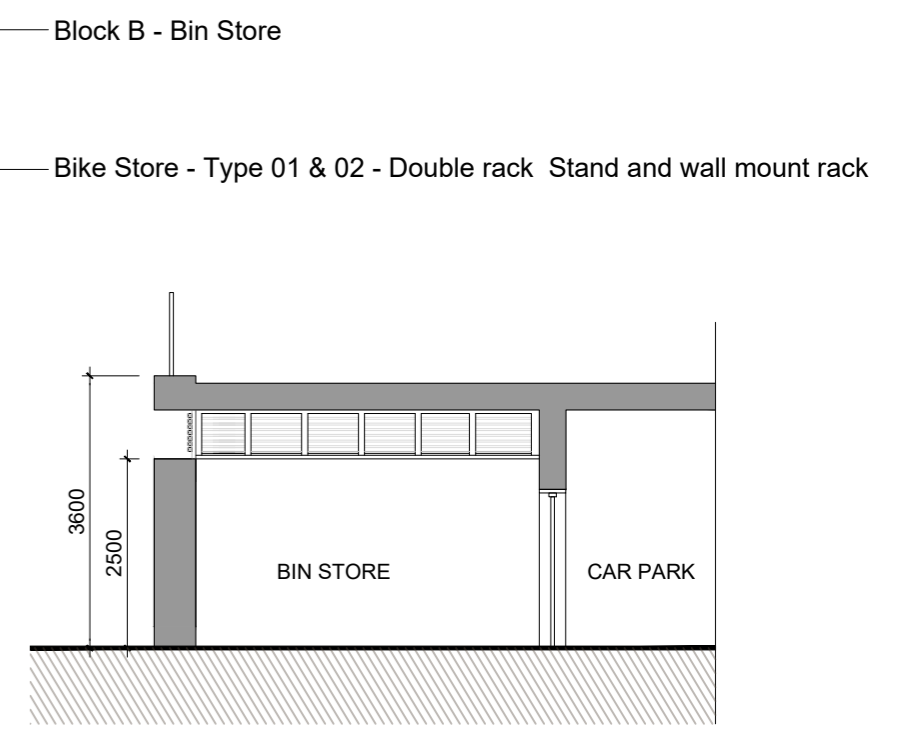 Block B - Bin Store
Bike Store - Type 01 & 02 - Double rack  Stand and wall mount rack
3600
2500
BIN STORE
CAR PARK